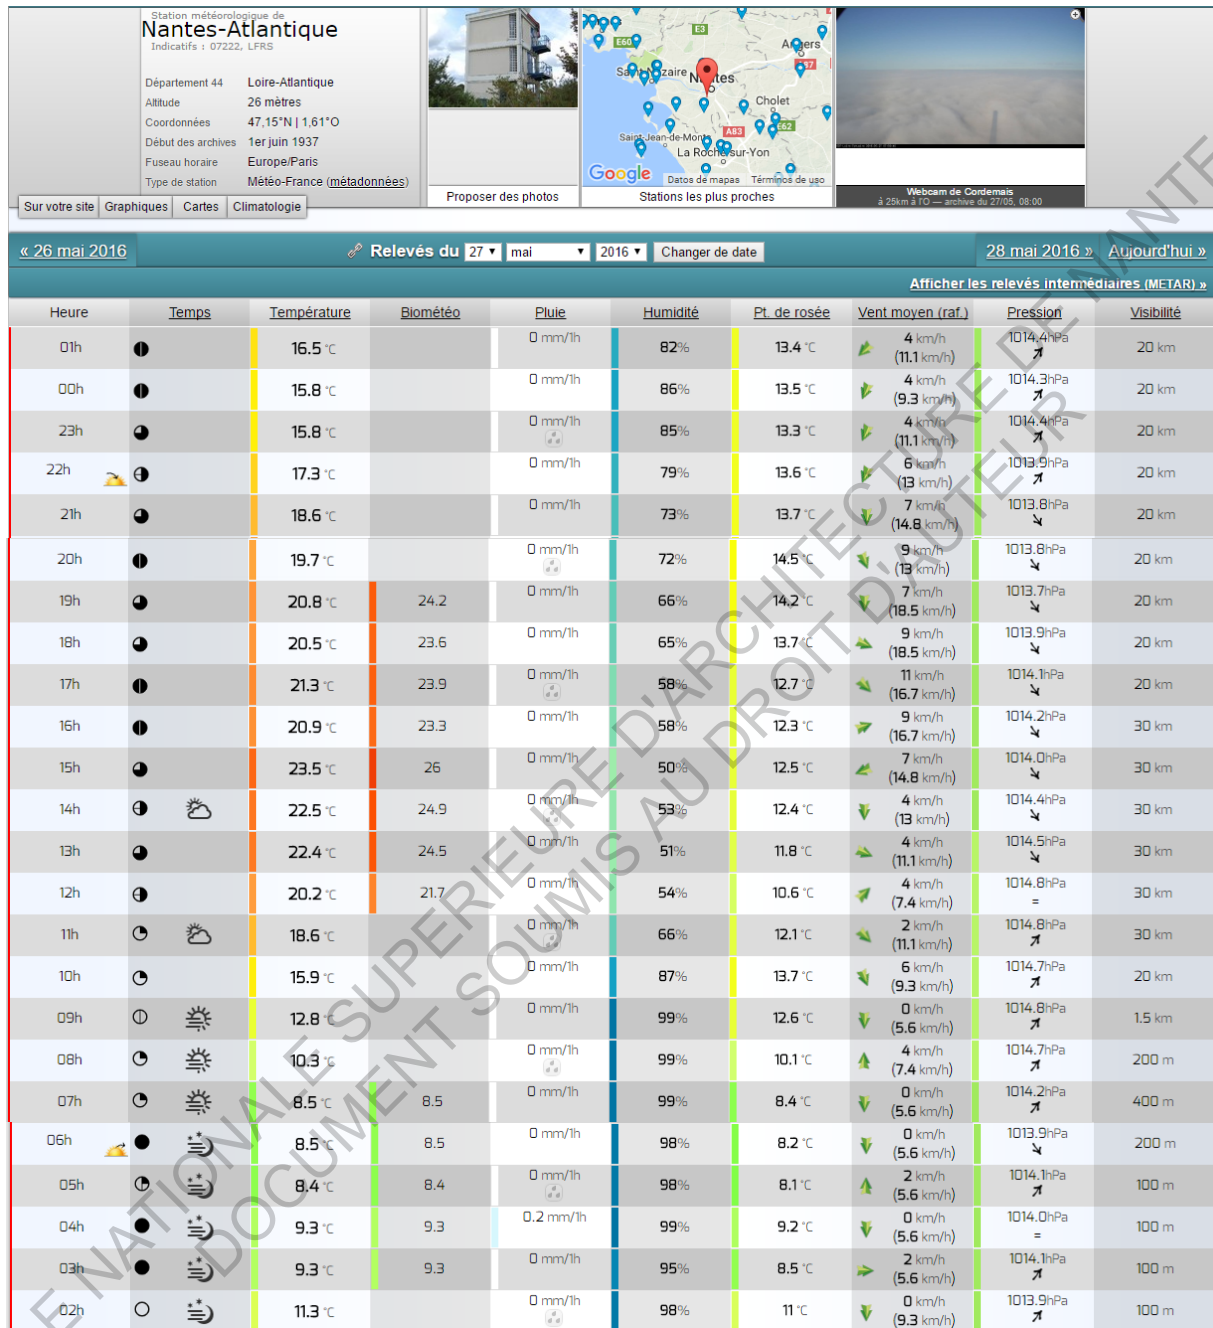 Station météorologique de
Nantes-Atlantique
Indicatifs : 07222, LFRS
Département 44 Loire-Atlantique
Altitude 26 mètres
Coordonnées 47,15°N | 1,61°O
Début des archives 1er juin 1937
Fuseau horaire Europe/Paris
Type de station Météo-France (métadonnées)
Sur votre site Graphiques Cartes Climatologie
Proposer des photos
E60
E3
Angers
Saint-Nazaire
Nantes
Cholet
A83
E62
Saint-Jean-de-Monts
La Roche-sur-Yon
Google
Datos de mapas Términos de uso
Stations les plus proches
Webcam de Cordemais
à 25km à l'O — archive du 27/05, 08:00
« 26 mai 2016 Relevés du 27 mai 2016 Changer de date 28 mai 2016 » Aujourd'hui »
Afficher les relevés intermédiaires (METAR) »
Heure Temps Température Biométéo Pluie Humidité Pt. de rosée Vent moyen (raf.) Pression Visibilité
01h 16.5 °C 0 mm/1h 82% 13.4 °C 4 km/h (11.1 km/h) 1014.4hPa 20 km
00h 15.8 °C 0 mm/1h 86% 13.5 °C 4 km/h (9.3 km/h) 1014.3hPa 20 km
23h 15.8 °C 0 mm/1h 85% 13.3 °C 4 km/h (11.1 km/h) 1014.4hPa 20 km
22h 17.3 °C 0 mm/1h 79% 13.6 °C 6 km/h (13 km/h) 1013.9hPa 20 km
21h 18.6 °C 0 mm/1h 73% 13.7 °C 7 km/h (14.8 km/h) 1013.8hPa 20 km
20h 19.7 °C 0 mm/1h 72% 14.5 °C 9 km/h (13 km/h) 1013.8hPa 20 km
19h 20.8 °C 24.2 0 mm/1h 66% 14.2 °C 7 km/h (18.5 km/h) 1013.7hPa 20 km
18h 20.5 °C 23.6 0 mm/1h 65% 13.7 °C 9 km/h (18.5 km/h) 1013.9hPa 20 km
17h 21.3 °C 23.9 0 mm/1h 58% 12.7 °C 11 km/h (16.7 km/h) 1014.1hPa 20 km
16h 20.9 °C 23.3 0 mm/1h 58% 12.3 °C 9 km/h (16.7 km/h) 1014.2hPa 30 km
15h 23.5 °C 26 0 mm/1h 50% 12.5 °C 7 km/h (14.8 km/h) 1014.0hPa 30 km
14h 22.5 °C 24.9 0 mm/1h 53% 12.4 °C 4 km/h (13 km/h) 1014.4hPa 30 km
13h 22.4 °C 24.5 0 mm/1h 51% 11.8 °C 4 km/h (11.1 km/h) 1014.5hPa 30 km
12h 20.2 °C 21.7 0 mm/1h 54% 10.6 °C 4 km/h (7.4 km/h) 1014.8hPa = 30 km
11h 18.6 °C 0 mm/1h 66% 12.1 °C 2 km/h (11.1 km/h) 1014.8hPa 30 km
10h 15.9 °C 0 mm/1h 87% 13.7 °C 6 km/h (9.3 km/h) 1014.7hPa 20 km
09h 12.8 °C 0 mm/1h 99% 12.6 °C 0 km/h (5.6 km/h) 1014.8hPa 1.5 km
08h 10.3 °C 0 mm/1h 99% 10.1 °C 4 km/h (7.4 km/h) 1014.7hPa 200 m
07h 8.5 °C 8.5 0 mm/1h 99% 8.4 °C 0 km/h (5.6 km/h) 1014.2hPa 400 m
06h 8.5 °C 8.5 0 mm/1h 98% 8.2 °C 0 km/h (5.6 km/h) 1013.9hPa 200 m
05h 8.4 °C 8.4 0 mm/1h 98% 8.1 °C 2 km/h (5.6 km/h) 1014.1hPa 100 m
04h 9.3 °C 9.3 0.2 mm/1h 99% 9.2 °C 0 km/h (5.6 km/h) 1014.0hPa = 100 m
03h 9.3 °C 9.3 0 mm/1h 95% 8.5 °C 2 km/h (5.6 km/h) 1014.1hPa 100 m
02h 11.3 °C 0 mm/1h 98% 11 °C 0 km/h (9.3 km/h) 1013.9hPa 100 m
E NATIONALE SUPERIEURE D'ARCHITECTURE DE NANTE
DOCUMENT SOUMIS AU DROIT D'AUTEUR